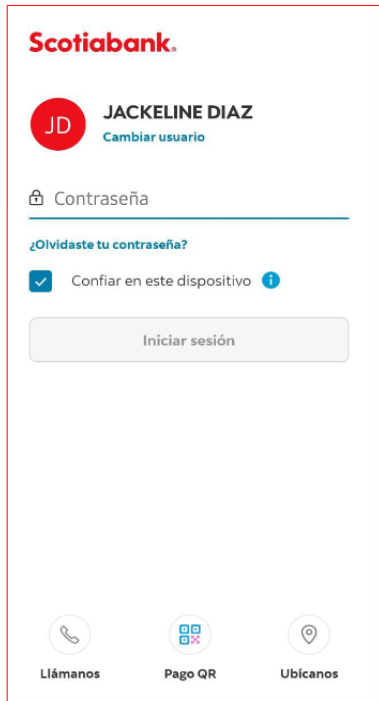 Scotiabank®
JD
JACKELINE DIAZ
Cambiar usuario
Contraseña
¿Olvidaste tu contraseña?
Confiar en este dispositivo i
Iniciar sesión
Llámanos Pago QR Ubícanos